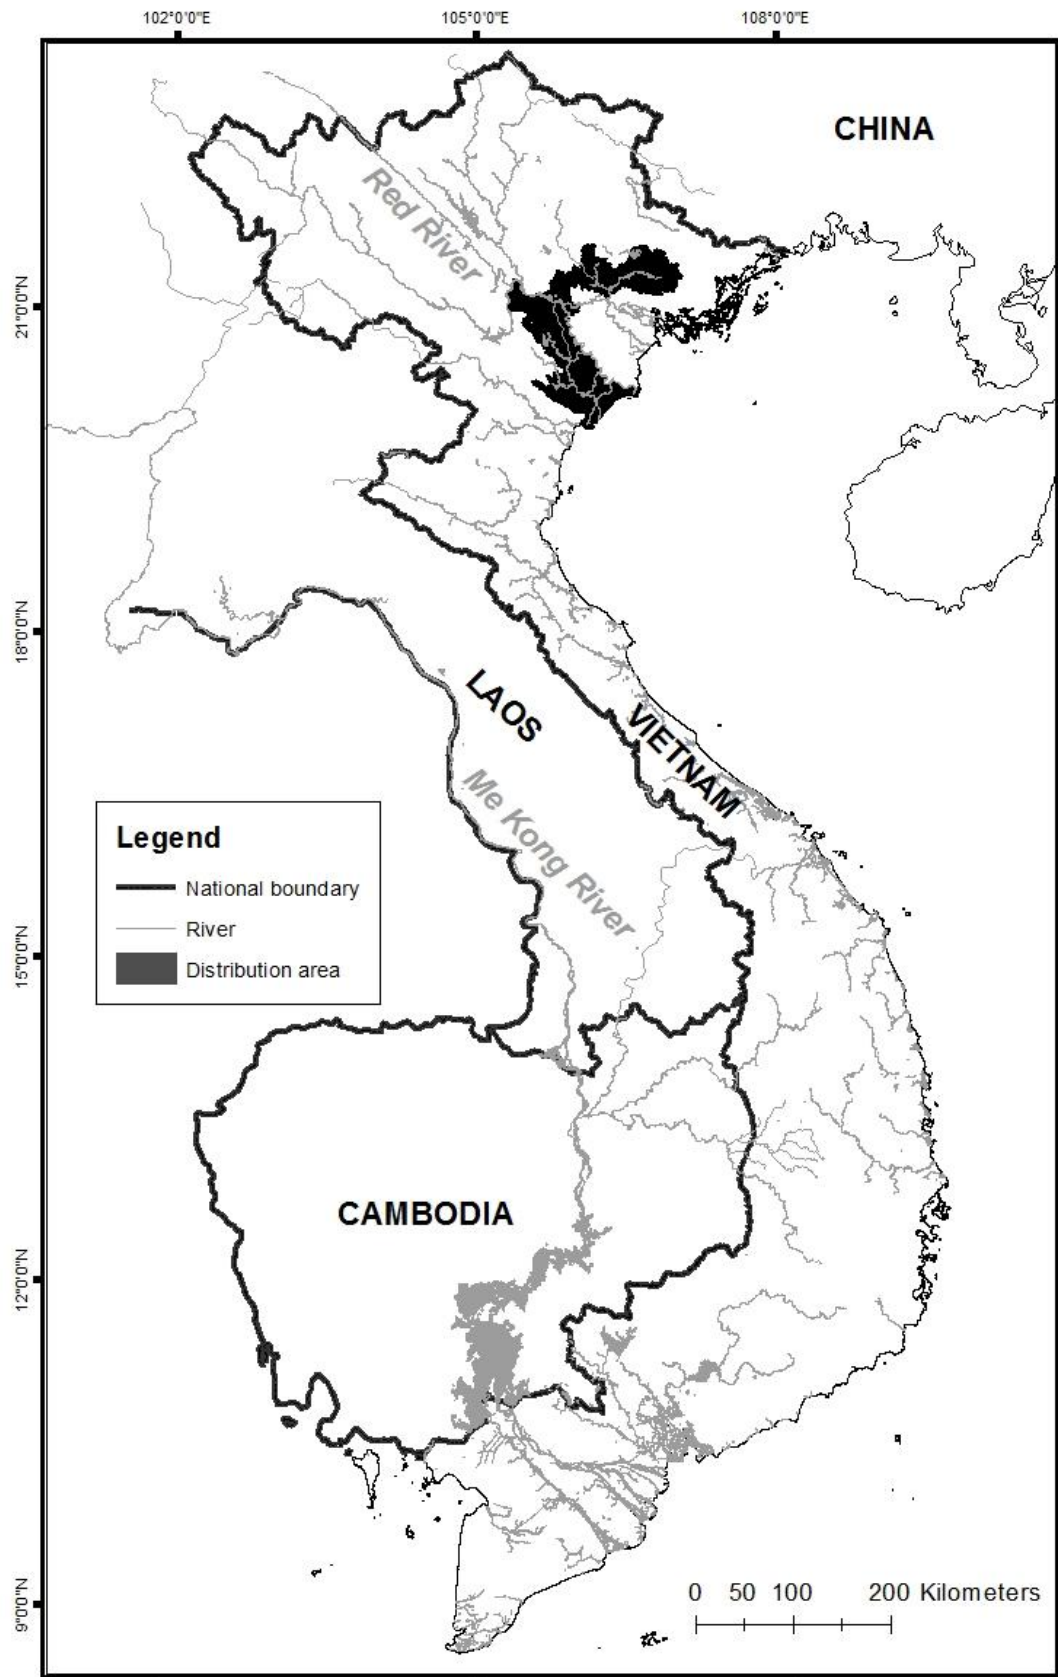 102°0'0"E
105°0'0"E
108°0'0"E
CHINA
Red River
21°0'0"N
18°0'0"N
LAOS
VIETNAM
Me Kong River
Legend
National boundary
River
Distribution area
15°0'0"N
CAMBODIA
12°0'0"N
9°0'0"N
0 50 100 200 Kilometers